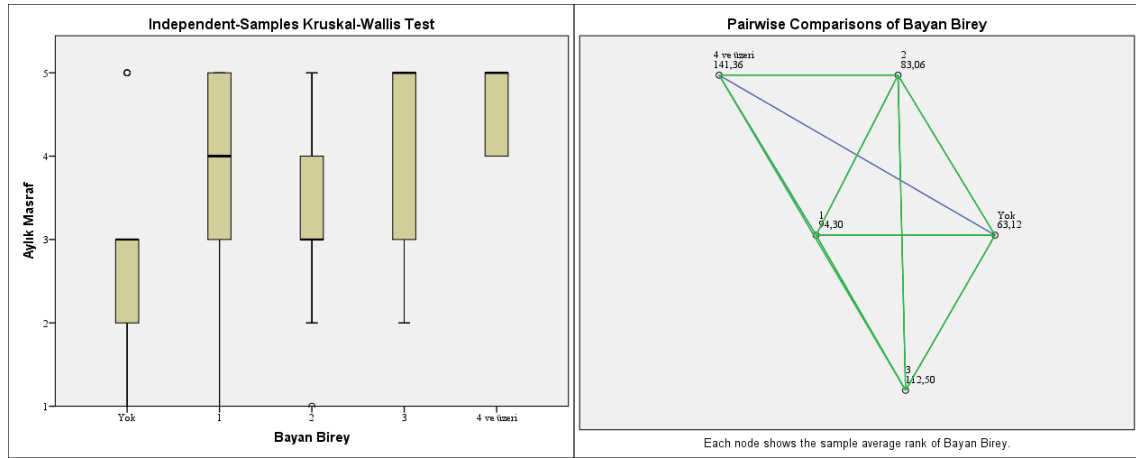 Independent-Samples Kruskal-Wallis Test
5
4
3
2
1
Aylık Masraf
Yok
1
2
3
4 ve üzeri
Bayan Birey
Pairwise Comparisons of Bayan Birey
4 ve üzeri
141,36
2
83,06
1
94,30
Yok
63,12
3
112,50
Each node shows the sample average rank of Bayan Birey.